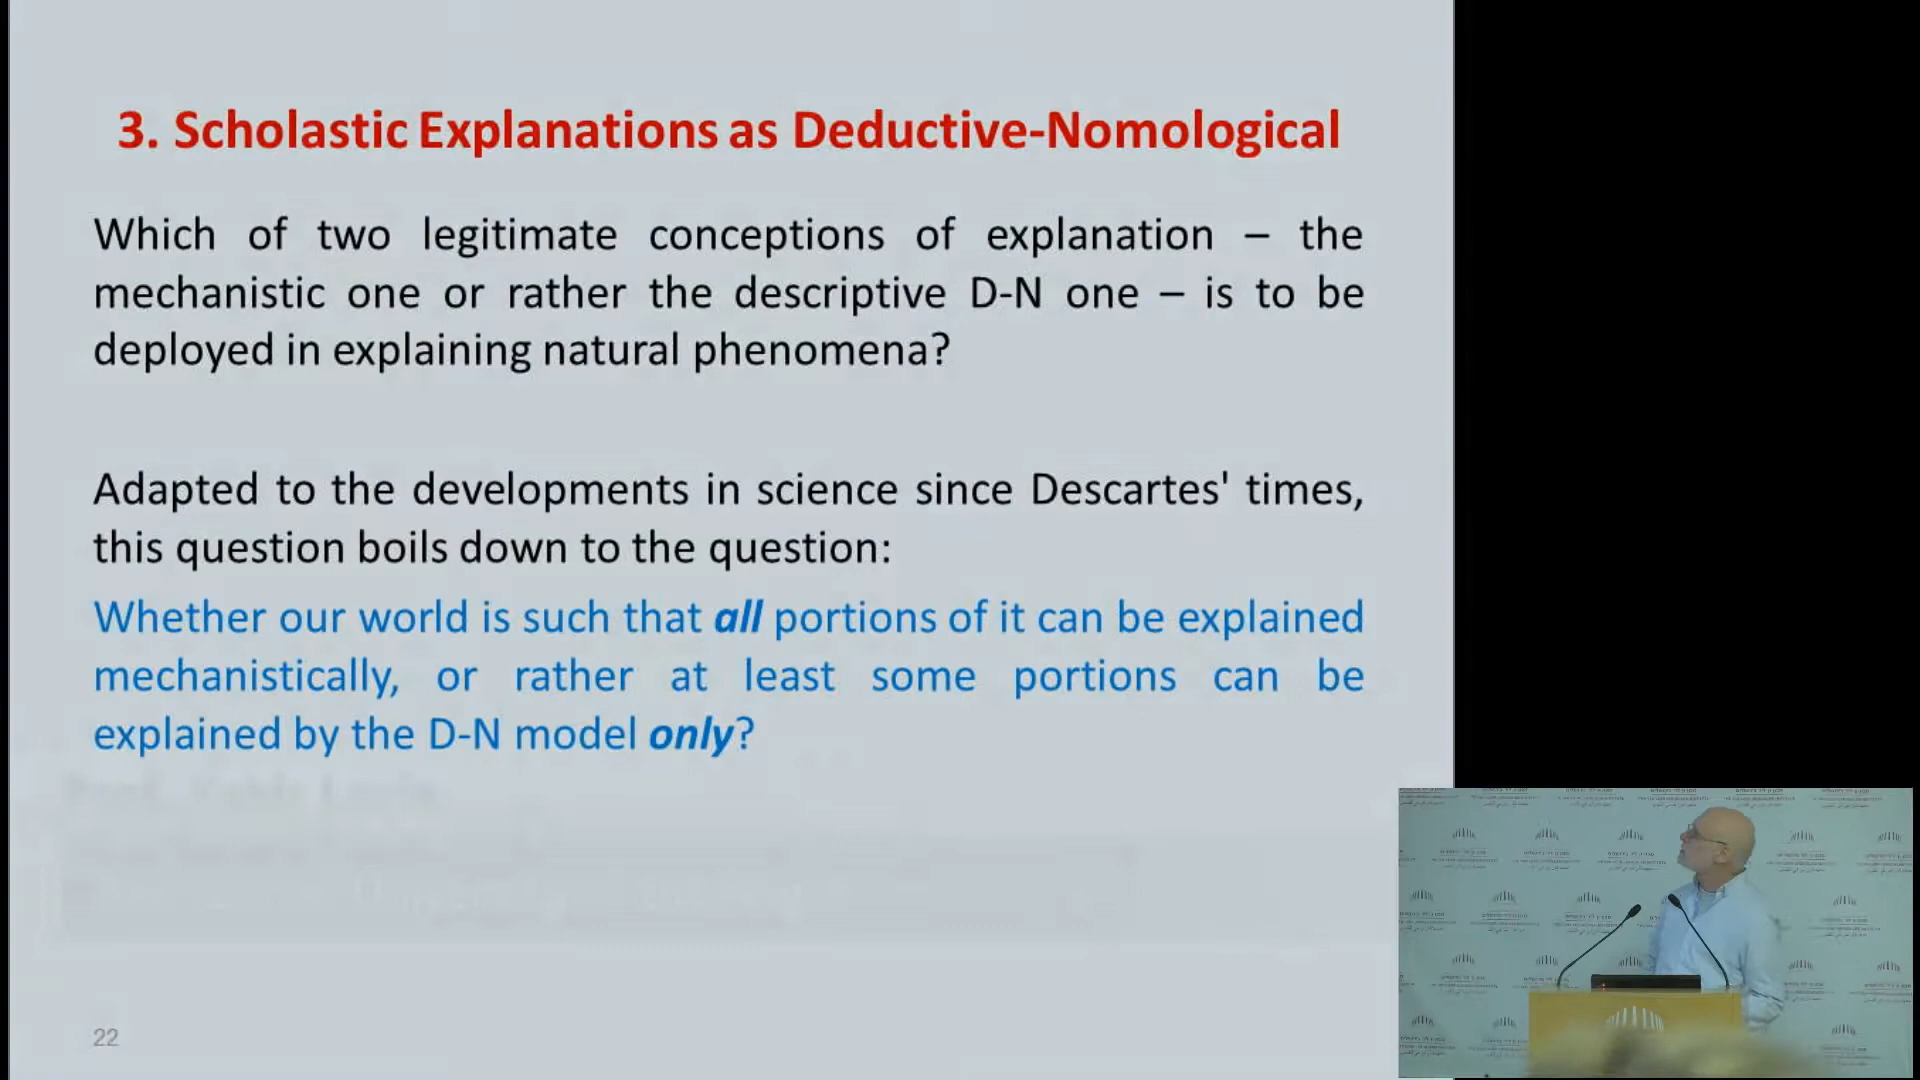 3. Scholastic Explanations as Deductive-Nomological
Which of two legitimate conceptions of explanation – the
mechanistic one or rather the descriptive D-N one – is to be
deployed in explaining natural phenomena?
Adapted to the developments in science since Descartes' times,
this question boils down to the question:
Whether our world is such that all portions of it can be explained
mechanistically, or rather at least some portions can be
explained by the D-N model only?
22